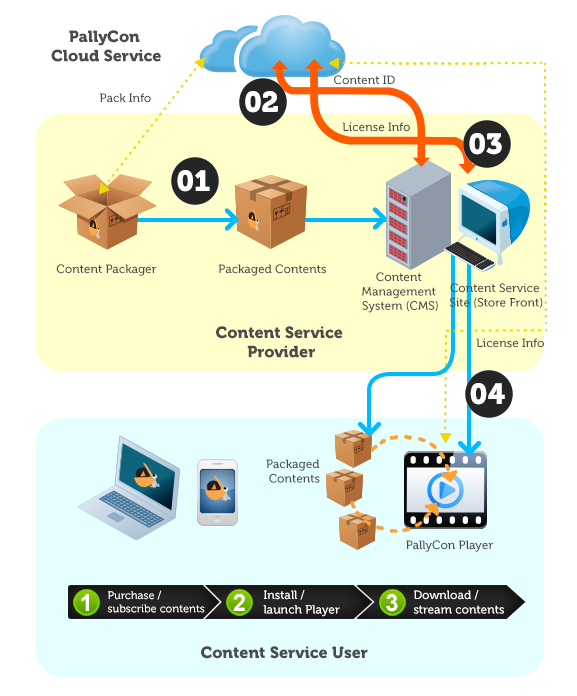 PallyCon
Cloud Service
Pack Info
02
Content ID
License Info
03
01
Content Packager
Packaged Contents
Content
Management
System (CMS)
Content Service
Site (Store Front)
Content Service
Provider
License Info
04
Packaged
Contents
PallyCon Player
1 Purchase /
subscribe contents
2 Install /
launch Player
3 Download /
stream contents
Content Service User